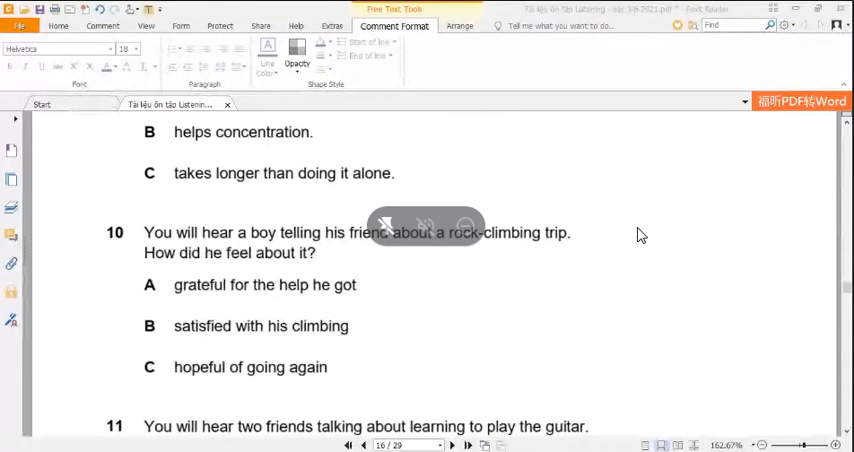 Free Text Tools
Tài liệu ôn tập Listening - bac 3-6-2021.pdf * - Foxit Reader
File Home Comment View Form Protect Share Help Extras Comment Format Arrange Tell me what you want to do... Find
Helvetica 18
Line Color
Opacity
Start of line
End of line
Font Paragraph Shape Style
Start Tài liệu ôn tập Listenin...
福昕PDF转Word
B helps concentration.
C takes longer than doing it alone.
10 You will hear a boy telling his friend about a rock-climbing trip.
How did he feel about it?
A grateful for the help he got
B satisfied with his climbing
C hopeful of going again
11 You will hear two friends talking about learning to play the guitar.
16 / 29 162.67%